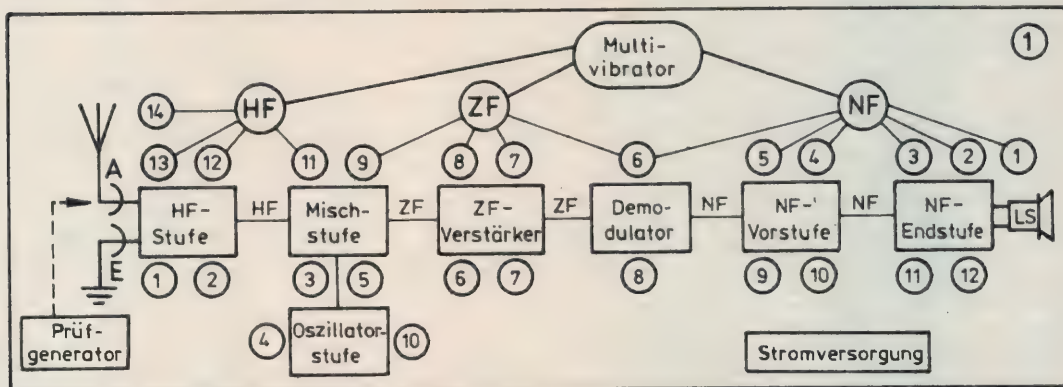 Multi-
vibrator
1
HF
ZF
NF
14
13
12
11
9
8
7
6
5
4
3
2
1
A
E
HF-
Stufe
HF
Misch-
stufe
ZF
ZF-
Verstärker
ZF
Demo-
dulator
NF
NF-
Vorstufe
NF
NF-
Endstufe
LS
1
2
3
5
6
7
8
9
10
11
12
Prüf-
generator
4
Oszillator-
stufe
10
Stromversorgung